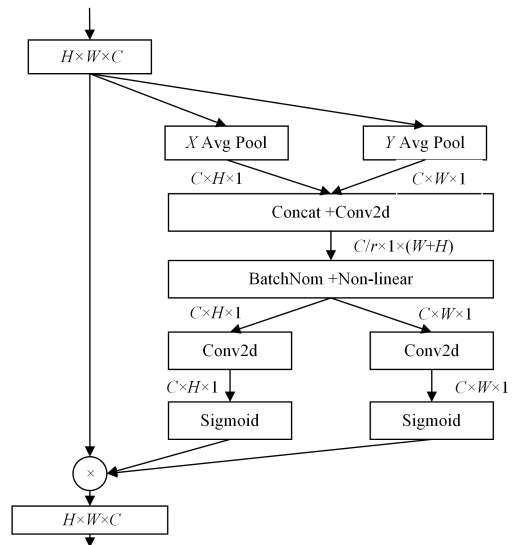 H×W×C
X Avg Pool
Y Avg Pool
C×H×1
C×W×1
Concat +Conv2d
C/r×1×(W+H)
BatchNom +Non-linear
C×H×1
C×W×1
Conv2d
Conv2d
C×H×1
C×W×1
Sigmoid
Sigmoid
×
H×W×C